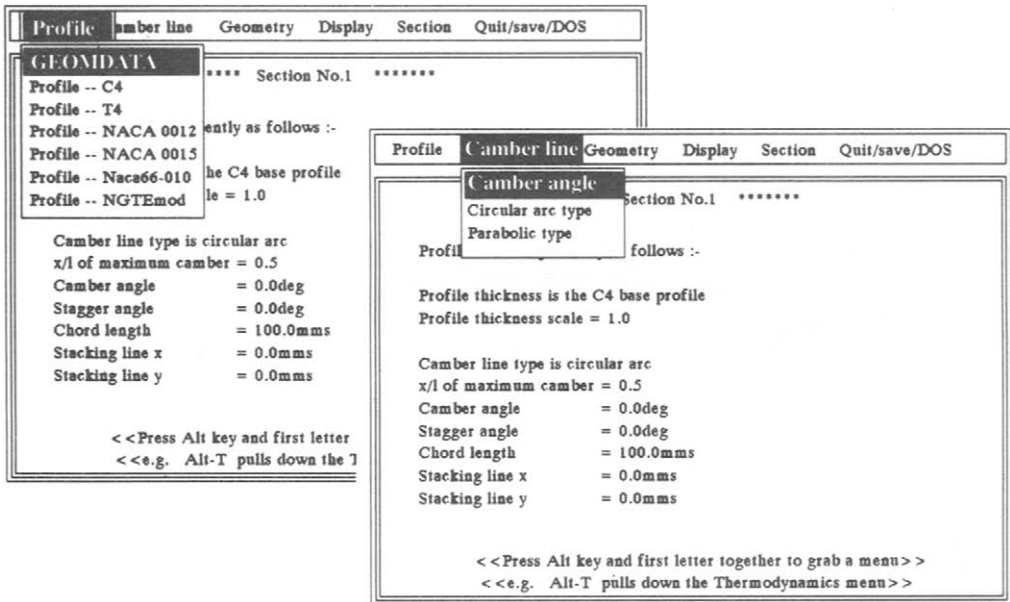 Profile amber line Geometry Display Section Quit/save/DOS
GEOMDATA
Profile -- C4
Profile -- T4
Profile -- NACA 0012
Profile -- NACA 0015
Profile -- Naca66-010
Profile -- NGTEmod
**** Section No.1 *******
ently as follows :-
he C4 base profile
le = 1.0
Camber line type is circular arc
x/l of maximum camber = 0.5
Camber angle = 0.0deg
Stagger angle = 0.0deg
Chord length = 100.0mms
Stacking line x = 0.0mms
Stacking line y = 0.0mms
<<Press Alt key and first letter
<<e.g. Alt-T pulls down the T
Profile Camber line Geometry Display Section Quit/save/DOS
Camber angle
Circular arc type
Parabolic type
Section No.1 *******
Profil follows :-
Profile thickness is the C4 base profile
Profile thickness scale = 1.0
Camber line type is circular arc
x/l of maximum camber = 0.5
Camber angle = 0.0deg
Stagger angle = 0.0deg
Chord length = 100.0mms
Stacking line x = 0.0mms
Stacking line y = 0.0mms
<<Press Alt key and first letter together to grab a menu>>
<<e.g. Alt-T pulls down the Thermodynamics menu>>